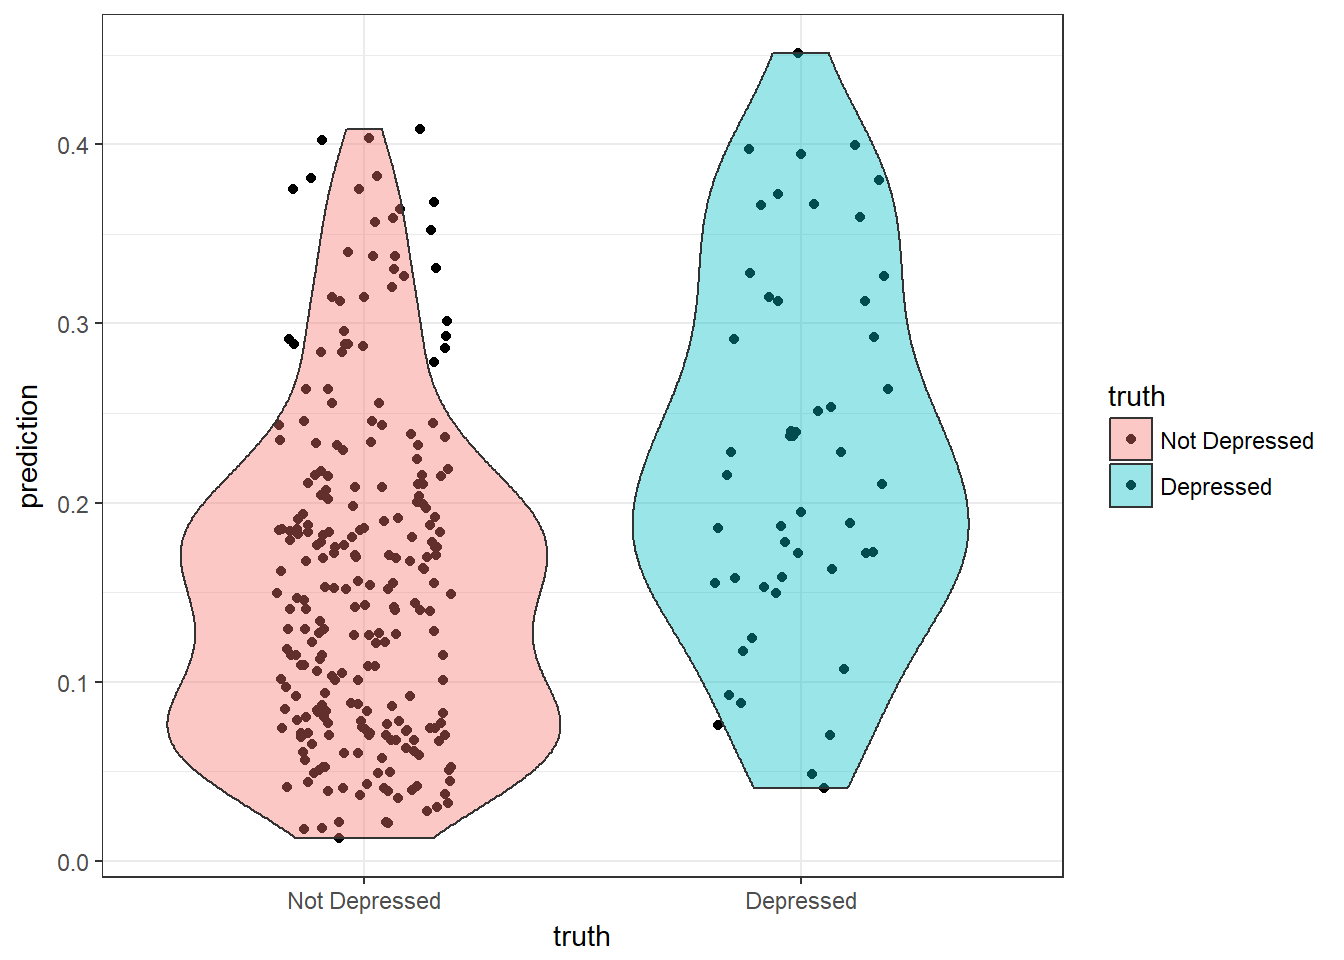 prediction
0.4
0.3
0.2
0.1
0.0
Not Depressed
Depressed
truth
truth
Not Depressed
Depressed